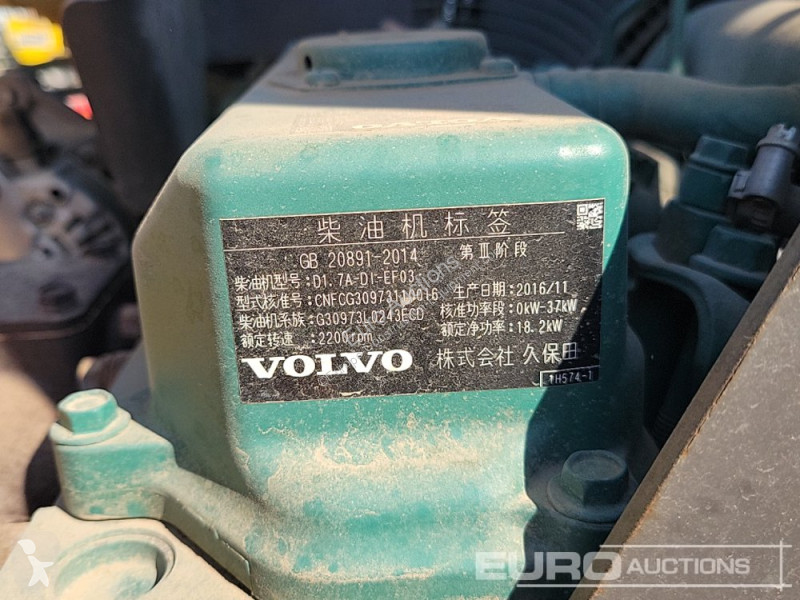 柴油机标签
GB 20891-2014 第Ⅲ阶段
柴油机型号：D1.7A-D1-EF03
生产日期：2016/11
型式核准号：
核准功率段：0kW-37kW
柴油机系族：G30973L0243ECD
额定净功率：18.2kW
额定转速：2200rpm
VOLVO 株式会社 久保田
1H574-1
EURO AUCTIONS